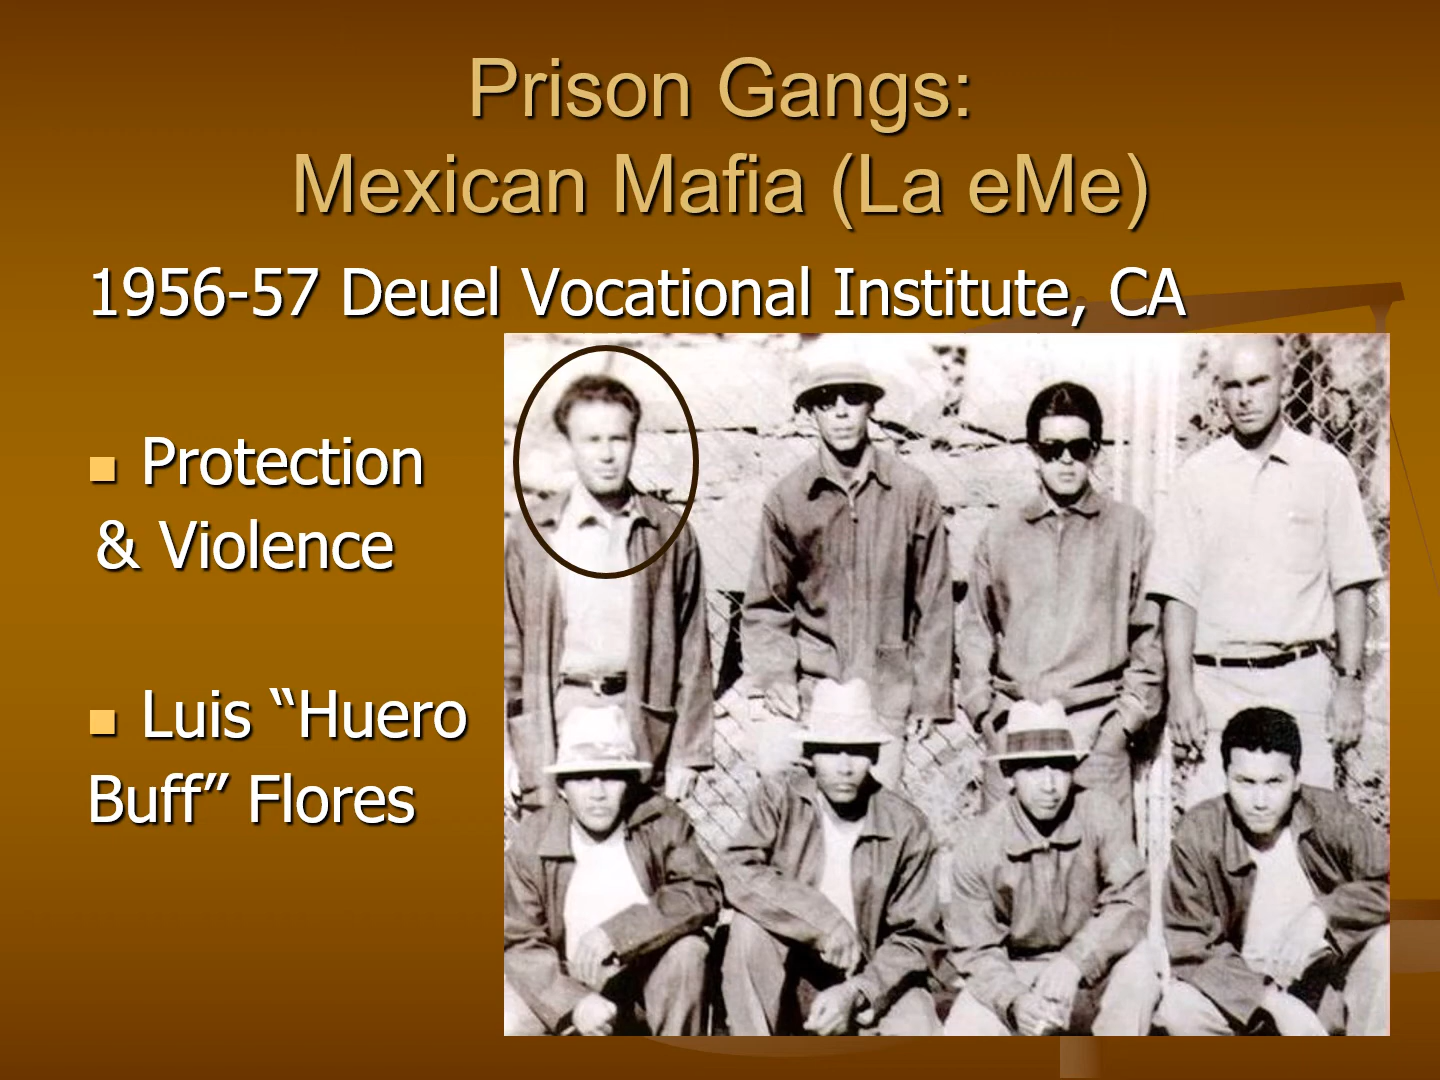 Prison Gangs:
Mexican Mafia (La eMe)
1956-57 Deuel Vocational Institute, CA
Protection
& Violence
Luis “Huero
Buff” Flores